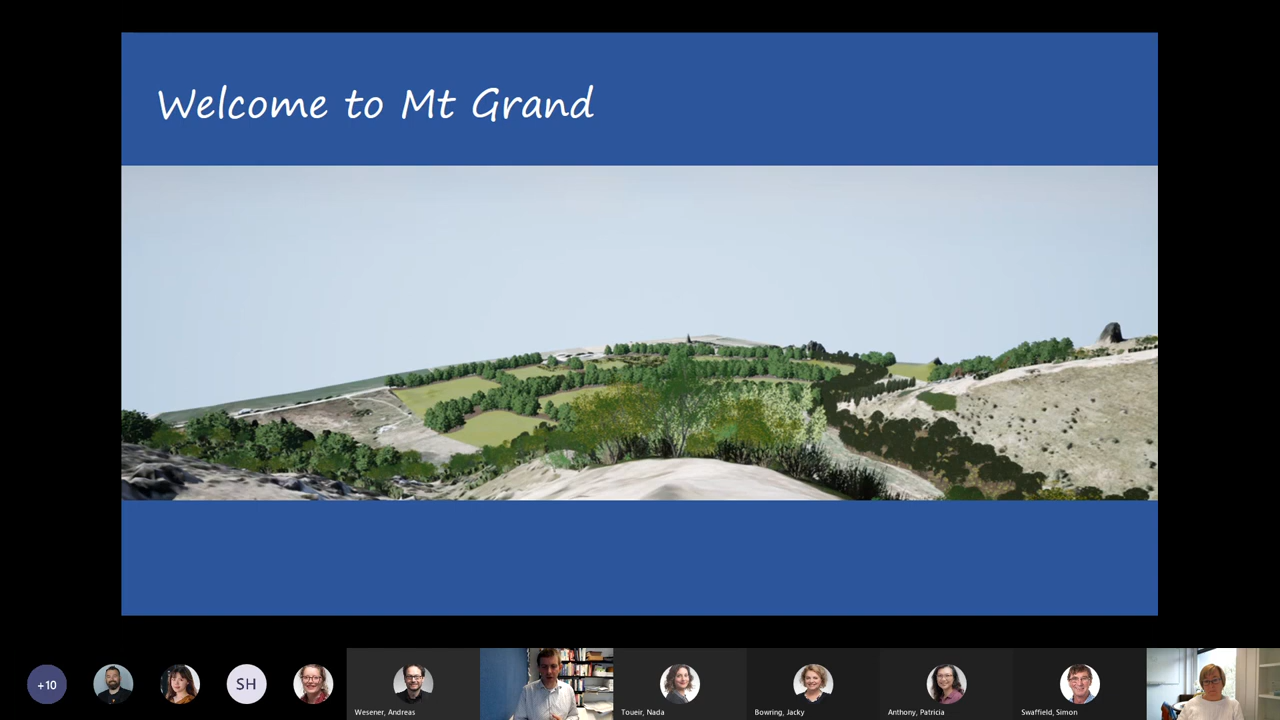 Welcome to Mt Grand
+10
SH
Wesener, Andreas
Toueir, Nada
Bowring, Jacky
Anthony, Patricia
Swaffield, Simon